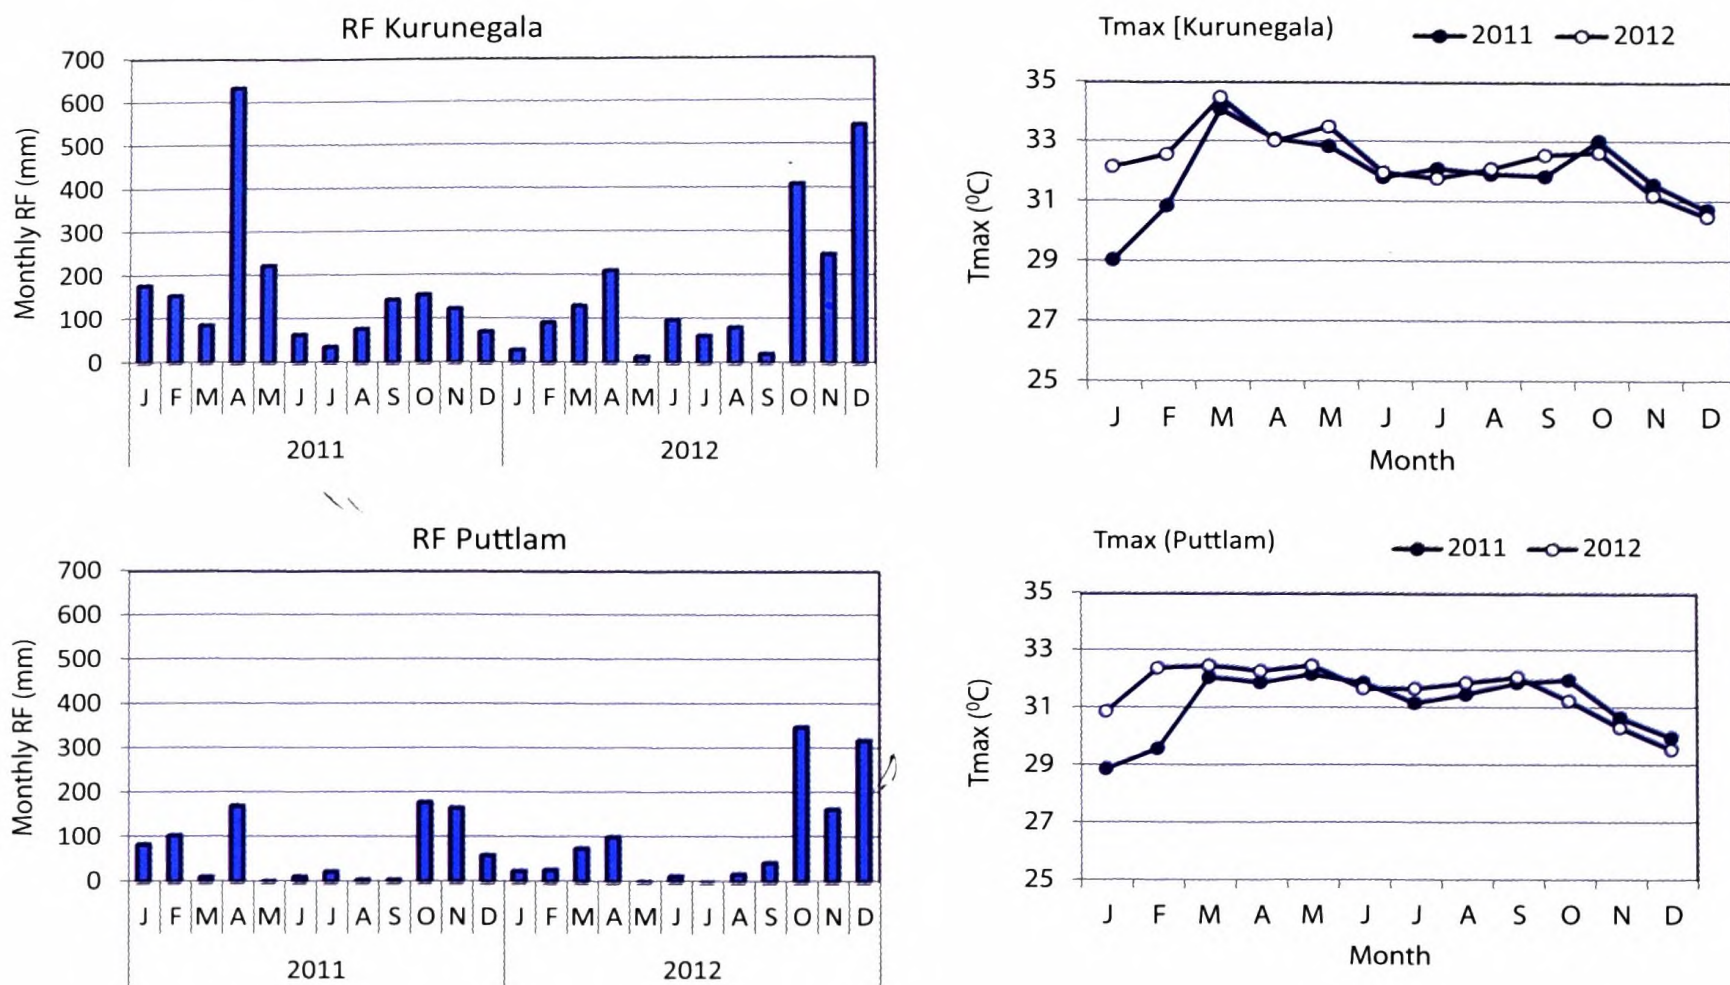 RF Kurunegala
Monthly RF (mm)
700
600
500
400
300
200
100
0
J F M A M J J A S O N D J F M A M J J A S O N D
2011 2012
Tmax [Kurunegala)
2011 2012
Tmax (⁰C)
35
33
31
29
27
25
J F M A M J J A S O N D
Month
RF Puttlam
Monthly RF (mm)
700
600
500
400
300
200
100
0
J F M A M J J A S O N D J F M A M J J A S O N D
2011 2012
Tmax (Puttlam)
2011 2012
Tmax (⁰C)
35
33
31
29
27
25
J F M A M J J A S O N D
Month